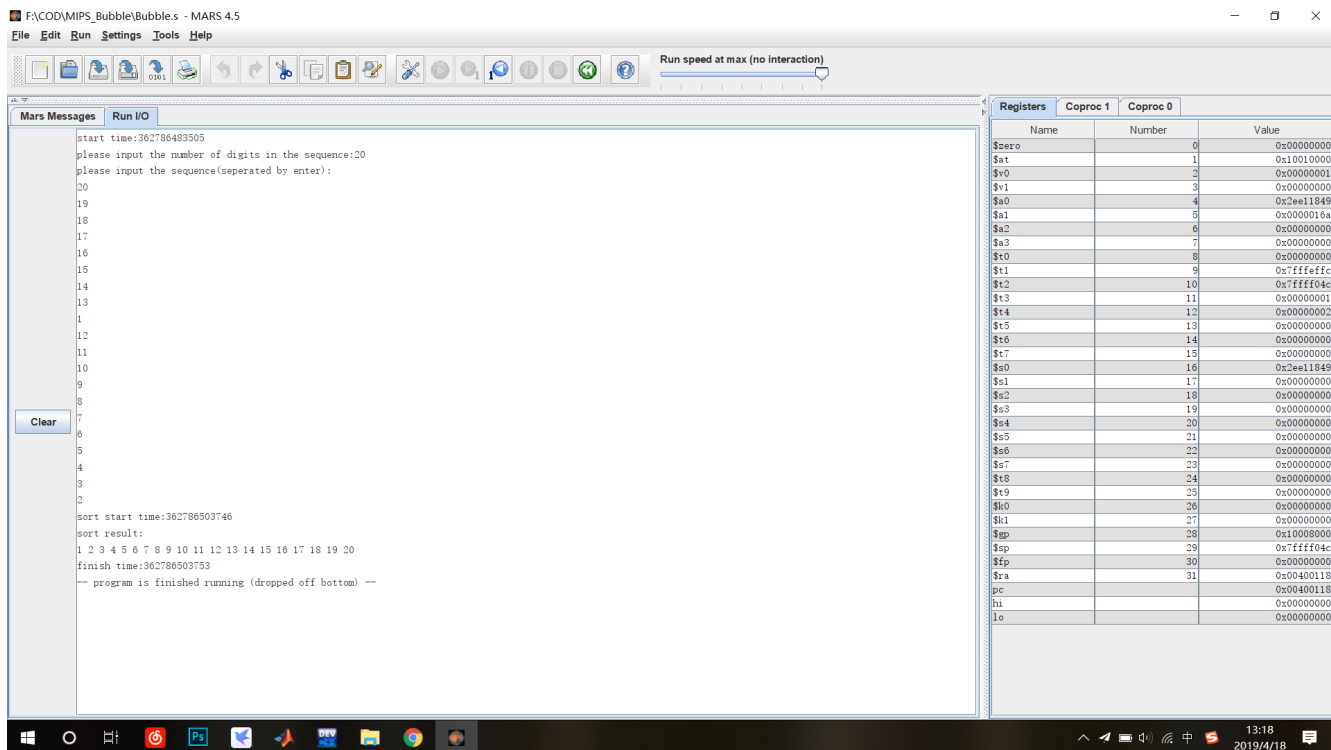 F:\COD\MIPS_Bubble\Bubble.s - MARS 4.5
File Edit Run Settings Tools Help
Run speed at max (no interaction)
Mars Messages Run I/O
start time:362786483505
please input the number of digits in the sequence:20
please input the sequence(seperated by enter):
20
19
18
17
16
15
14
13
1
12
11
10
9
8
7
6
5
4
3
2
sort start time:362786503746
sort result:
1 2 3 4 5 6 7 8 9 10 11 12 13 14 15 16 17 18 19 20
finish time:362786503753
-- program is finished running (dropped off bottom) --
Clear
Registers Coproc 1 Coproc 0
Name Number Value
$zero 0 0x00000000
$at 1 0x10010000
$v0 2 0x00000001
$v1 3 0x00000000
$a0 4 0x2ee11849
$a1 5 0x0000016a
$a2 6 0x00000000
$a3 7 0x00000000
$t0 8 0x00000000
$t1 9 0x7fffeffc
$t2 10 0x7ffff04c
$t3 11 0x00000001
$t4 12 0x00000002
$t5 13 0x00000000
$t6 14 0x00000000
$t7 15 0x00000000
$s0 16 0x2ee11849
$s1 17 0x00000000
$s2 18 0x00000000
$s3 19 0x00000000
$s4 20 0x00000000
$s5 21 0x00000000
$s6 22 0x00000000
$s7 23 0x00000000
$t8 24 0x00000000
$t9 25 0x00000000
$k0 26 0x00000000
$k1 27 0x00000000
$gp 28 0x10008000
$sp 29 0x7ffff04c
$fp 30 0x00000000
$ra 31 0x00400118
pc 0x00400118
hi 0x00000000
lo 0x00000000
Ps
DEV
中
13:18
2019/4/18